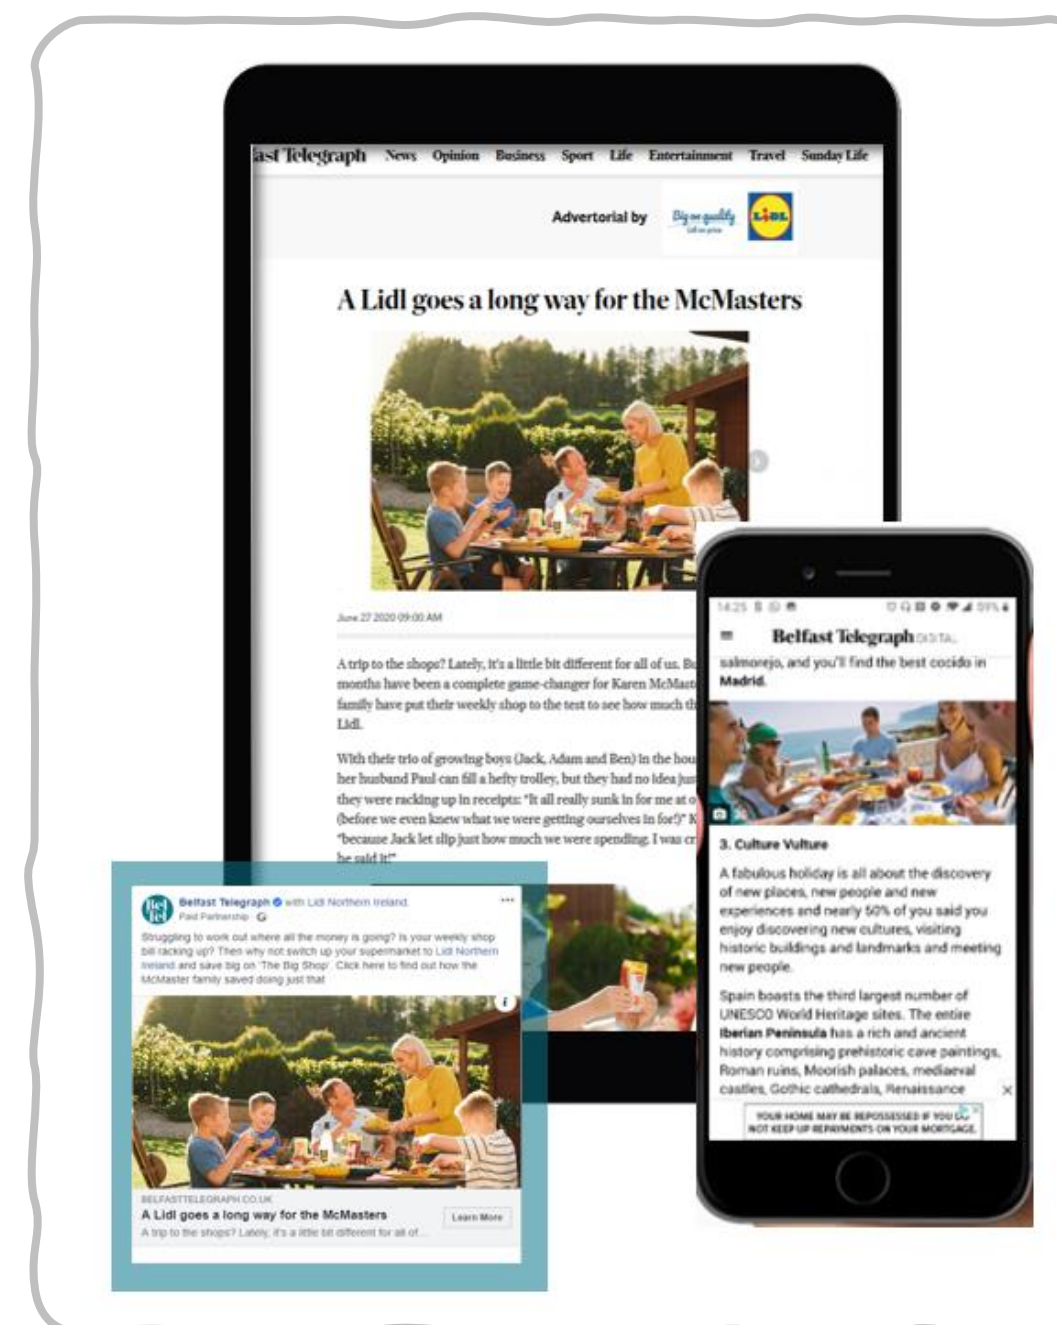 fast Telegraph News Opinion Business Sport Life Entertainment Travel Sunday Life
Advertorial by
Big on quality
Lidl on price
LiDL
A Lidl goes a long way for the McMasters
June 27 2020 09:00 AM
A trip to the shops? Lately, it's a little bit different for all of us. Bu
months have been a complete game-changer for Karen McMast
family have put their weekly shop to the test to see how much th
Lidl.
With their trio of growing boys (Jack, Adam and Ben) in the hou
her husband Paul can fill a hefty trolley, but they had no idea jus
they were racking up in receipts: "It all really sunk in for me at o
(before we even knew what we were getting ourselves in for!)" K
"because Jack let slip just how much we were spending. I was cr
he said it!"
Bel
Tel
Belfast Telegraph with Lidl Northern Ireland.
Paid Partnership ·
Struggling to work out where all the money is going? Is your weekly shop
bill racking up? Then why not switch up your supermarket to Lidl Northern
Ireland and save big on 'The Big Shop'. Click here to find out how the
McMaster family saved doing just that
BELFASTTELEGRAPH.CO.UK
A Lidl goes a long way for the McMasters
Learn More
A trip to the shops? Lately, it's a little bit different for all of...
14:25 59%
Belfast Telegraph DIGITAL
salmorejo, and you'll find the best cocido in
Madrid.
3. Culture Vulture
A fabulous holiday is all about the discovery
of new places, new people and new
experiences and nearly 50% of you said you
enjoy discovering new cultures, visiting
historic buildings and landmarks and meeting
new people.
Spain boasts the third largest number of
UNESCO World Heritage sites. The entire
Iberian Peninsula has a rich and ancient
history comprising prehistoric cave paintings,
Roman ruins, Moorish palaces, mediaeval
castles, Gothic cathedrals, Renaissance
YOUR HOME MAY BE REPOSSESSED IF YOU DO
NOT KEEP UP REPAYMENTS ON YOUR MORTGAGE.